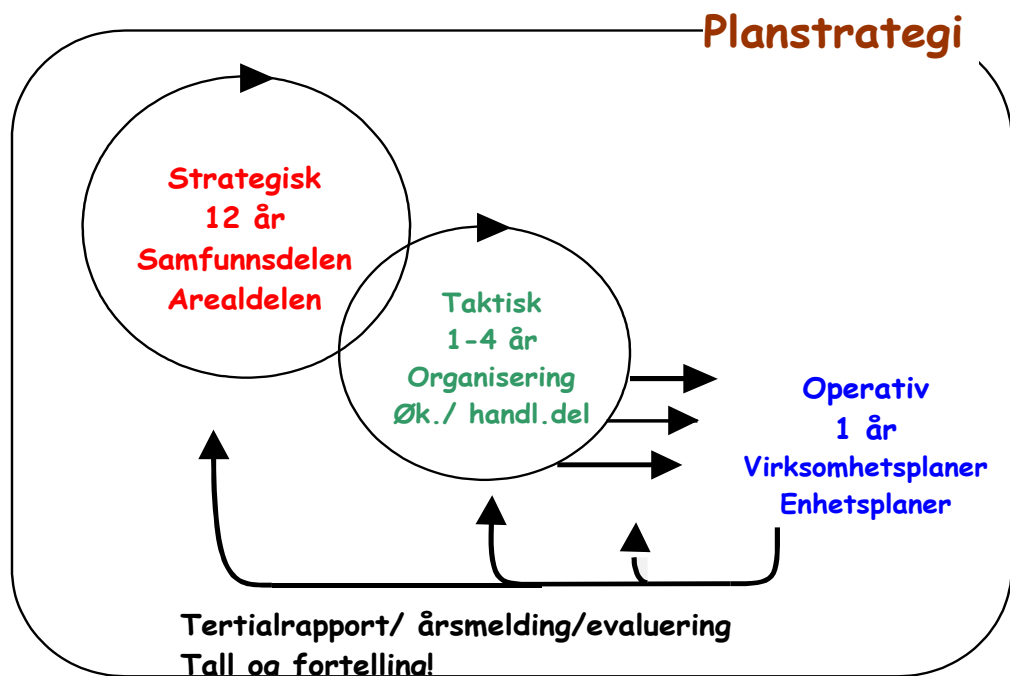 Planstrategi
Strategisk
12 år
Samfunnsdelen
Arealdelen
Taktisk
1-4 år
Organisering
Øk./ handl.del
Operativ
1 år
Virksomhetsplaner
Enhetsplaner
Tertialrapport/ årsmelding/evaluering
Tall og fortelling!